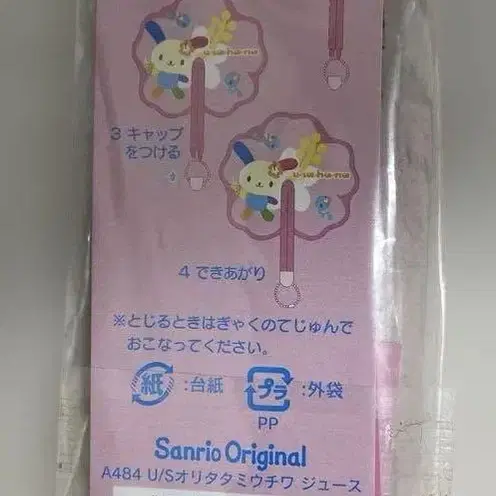 u·sa·ha·na
3 キャップ
をつける
u·sa·ha·na
4 できあがり
※とじるときはぎゃくのてじゅんで
おこなってください。
紙 :台紙 プラ :外袋
PP
Sanrio Original
A484 U/Sオリタタミウチワ ジュース